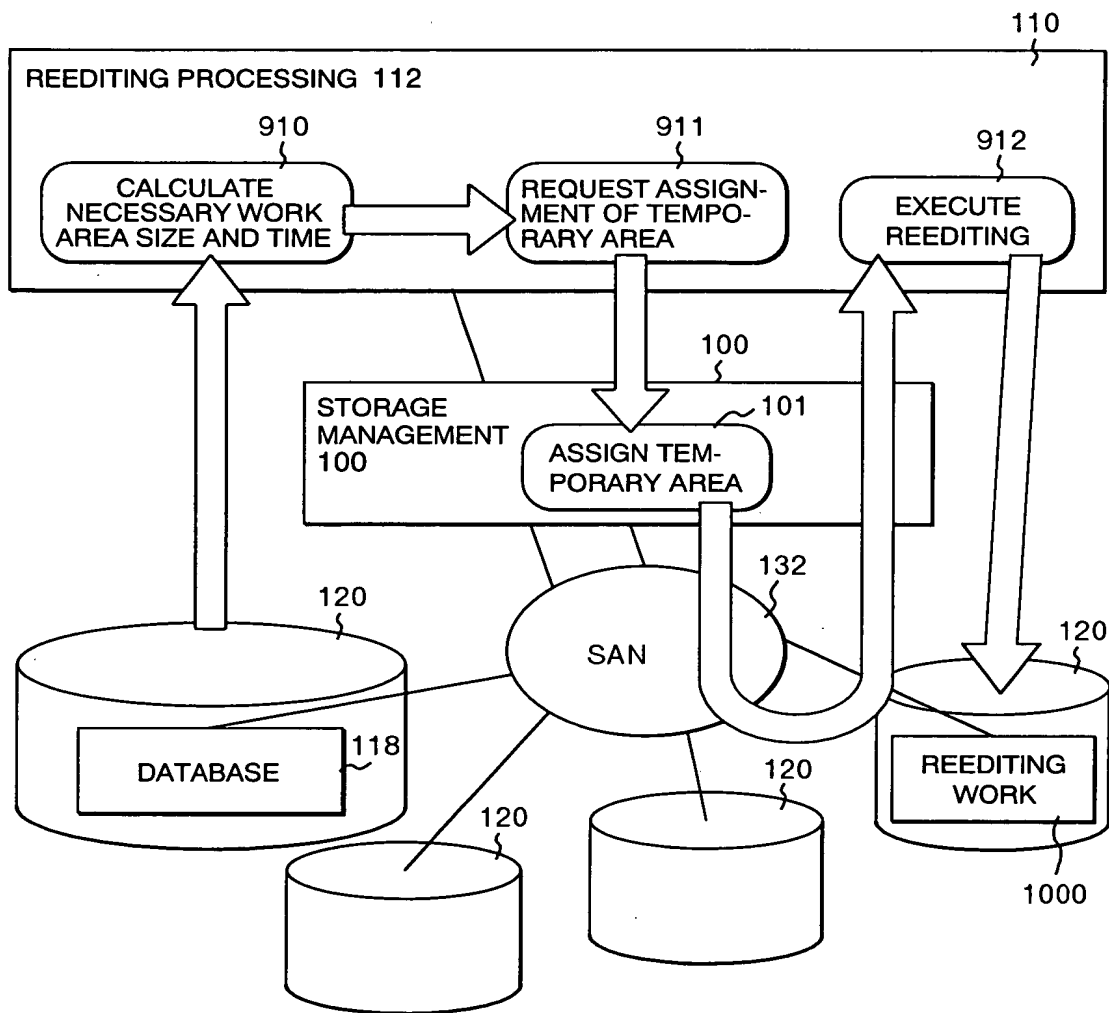 110
REEDITING PROCESSING 112
910
911
912
CALCULATE
NECESSARY WORK
AREA SIZE AND TIME
REQUEST ASSIGN-
MENT OF TEMPO-
RARY AREA
EXECUTE
REEDITING
100
STORAGE
MANAGEMENT
100
101
ASSIGN TEM-
PORARY AREA
132
SAN
120
120
DATABASE
118
REEDITING
WORK
1000
120
120